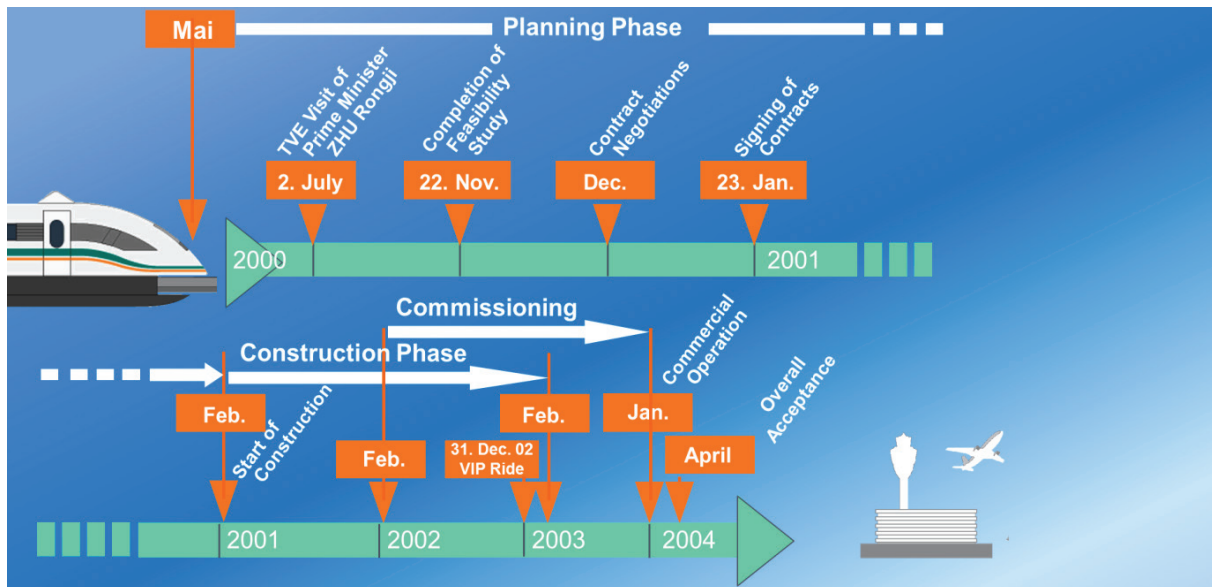 Mai
Planning Phase
TVE Visit of
Prime Minister
ZHU Rongji
Completion of
Feasibility
Study
Contract
Negotiations
Signing of
Contracts
2. July
22. Nov.
Dec.
23. Jan.
2000
2001
Commissioning
Construction Phase
Commercial
Operation
Overall
Acceptance
Feb.
Start of
Construction
Feb.
31. Dec. 02
VIP Ride
Feb.
Jan.
April
2001
2002
2003
2004